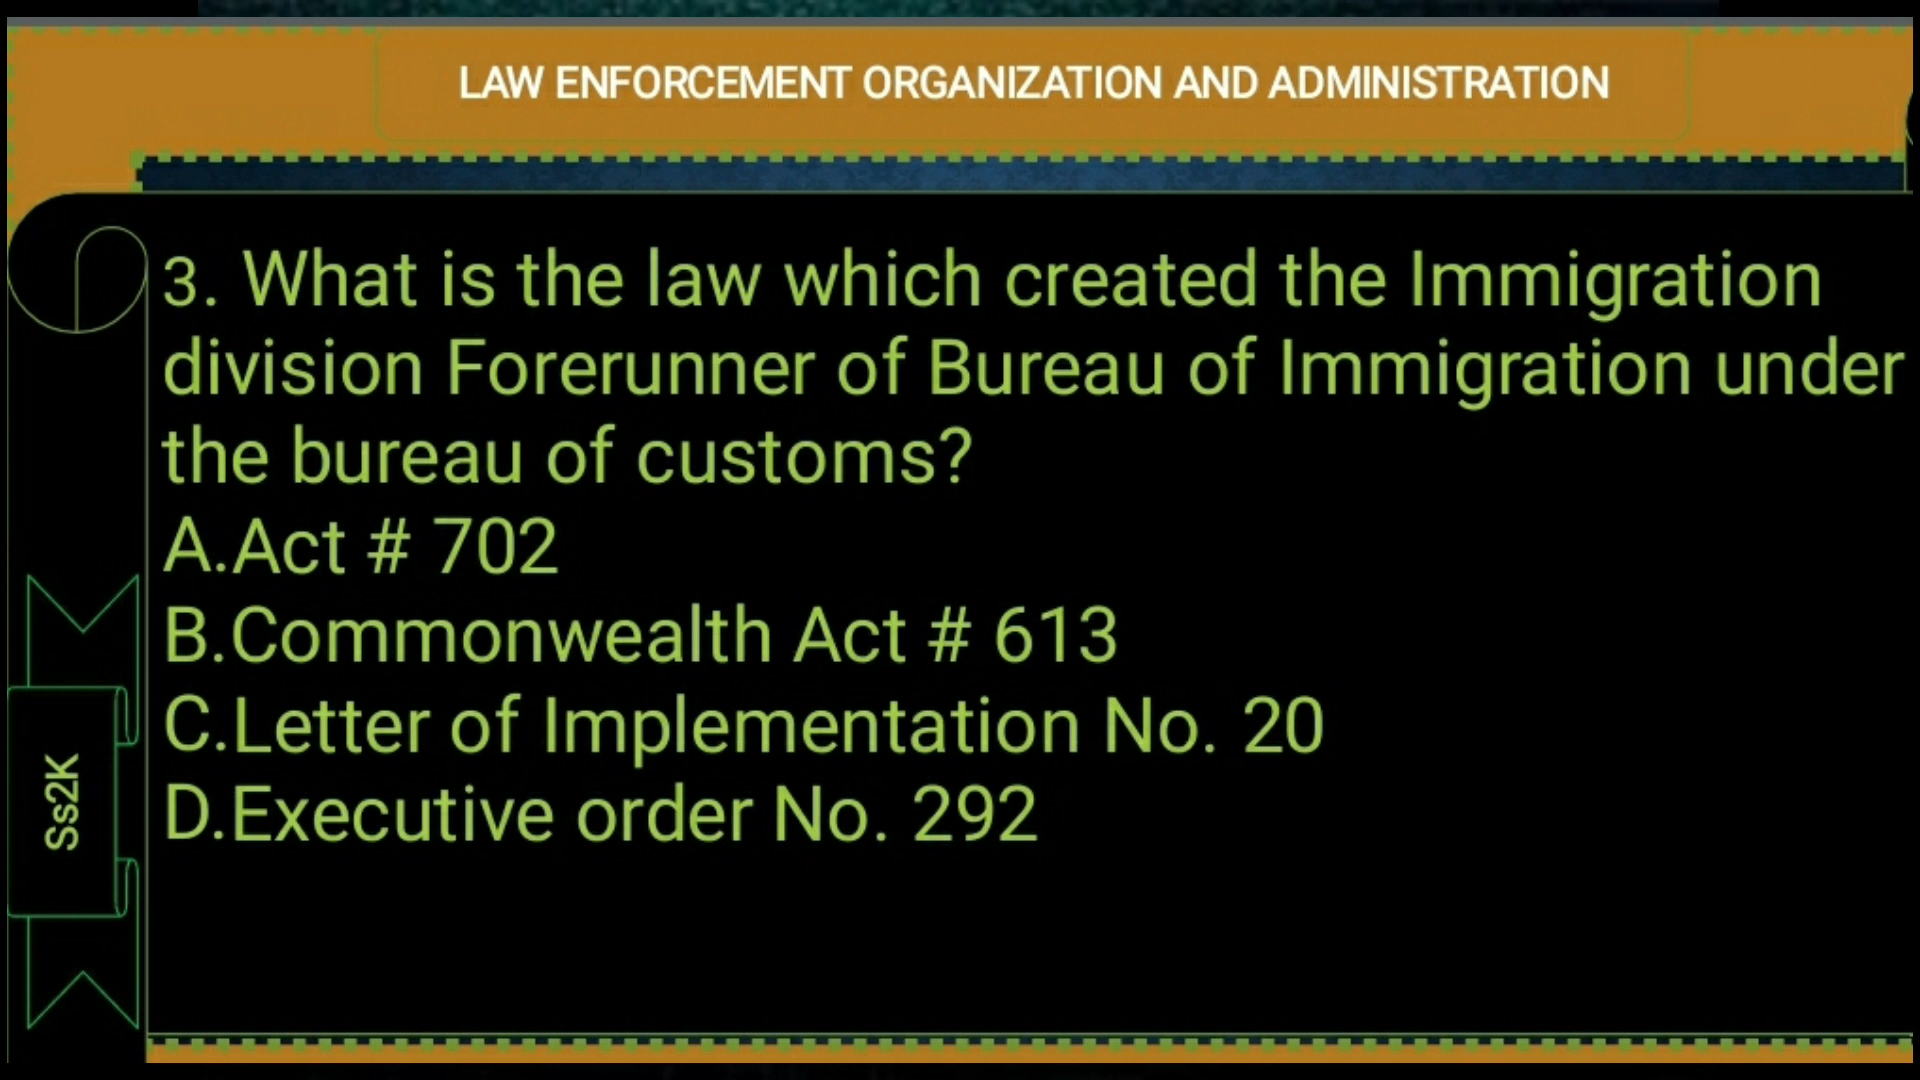 LAW ENFORCEMENT ORGANIZATION AND ADMINISTRATION
3. What is the law which created the Immigration
division Forerunner of Bureau of Immigration under
the bureau of customs?
A.Act # 702
B.Commonwealth Act # 613
C.Letter of Implementation No. 20
D.Executive order No. 292
Ss2K